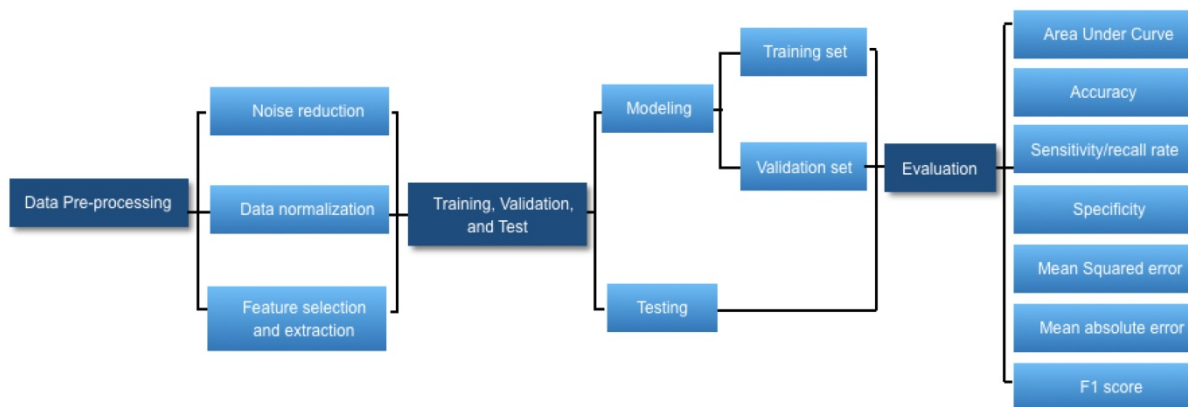 Data Pre-processing
Noise reduction
Data normalization
Feature selection
and extraction
Training, Validation,
and Test
Modeling
Testing
Training set
Validation set
Evaluation
Area Under Curve
Accuracy
Sensitivity/recall rate
Specificity
Mean Squared error
Mean absolute error
F1 score